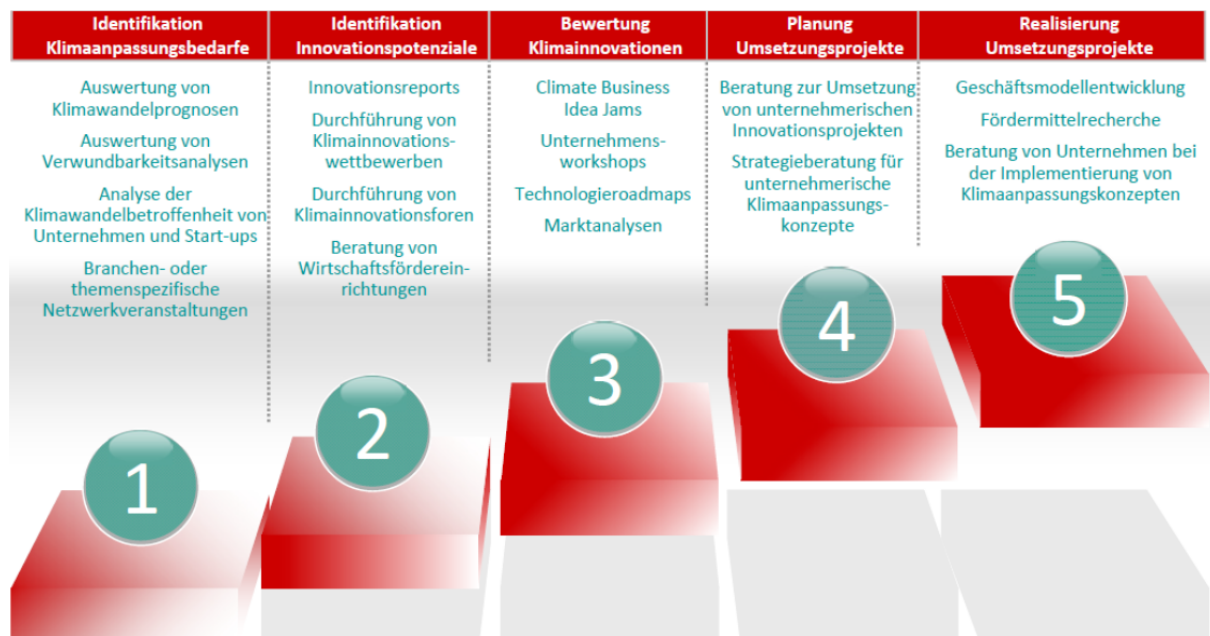 Identifikation
Klimaanpassungsbedarfe
Auswertung von
Klimawandelprognosen
Auswertung von
Verwundbarkeitsanalysen
Analyse der
Klimawandelbetroffenheit von
Unternehmen und Start-ups
Branchen- oder
themenspezifische
Netzwerkveranstaltungen
1
Identifikation
Innovationspotenziale
Innovationsreports
Durchführung von
Klimainnovations-
wettbewerben
Durchführung von
Klimainnovationsforen
Beratung von
Wirtschaftsförderein-
richtungen
2
Bewertung
Klimainnovationen
Climate Business
Idea Jams
Unternehmens-
workshops
Technologieroadmaps
Marktanalysen
3
Planung
Umsetzungsprojekte
Beratung zur Umsetzung
von unternehmerischen
Innovationsprojekten
Strategieberatung für
unternehmerische
Klimaanpassungs-
konzepte
4
Realisierung
Umsetzungsprojekte
Geschäftsmodellentwicklung
Fördermittelrecherche
Beratung von Unternehmen bei
der Implementierung von
Klimaanpassungskonzepten
5